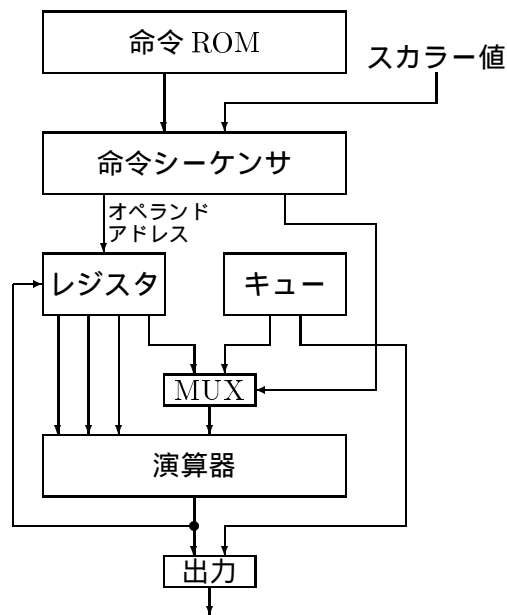 命令 ROM
スカラー値
命令シーケンサ
オペランド
アドレス
レジスタ
キュー
MUX
演算器
出力